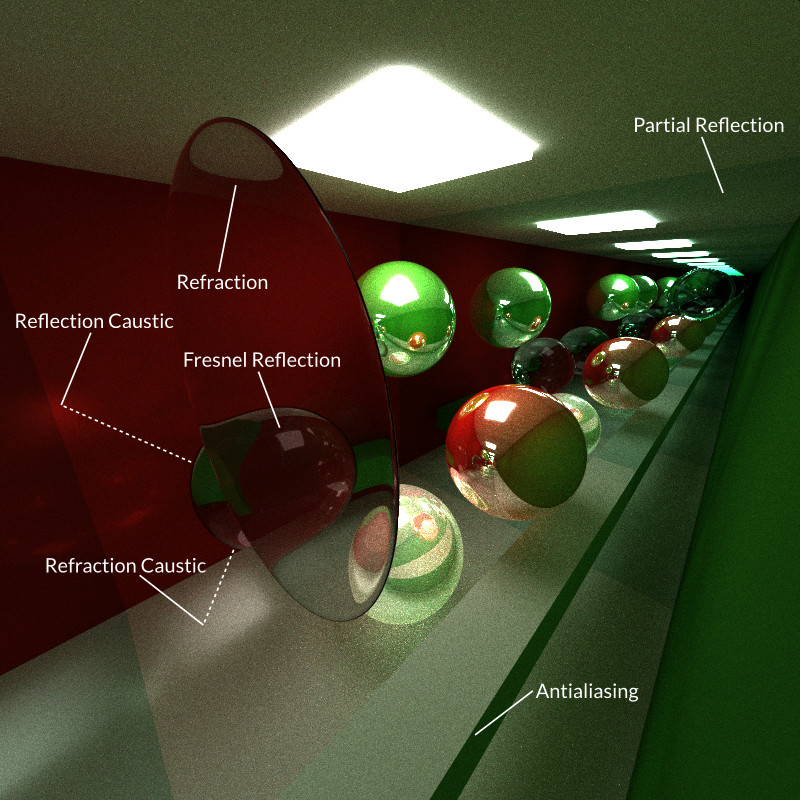 Partial Reflection
Refraction
Reflection Caustic
Fresnel Reflection
Refraction Caustic
Antialiasing